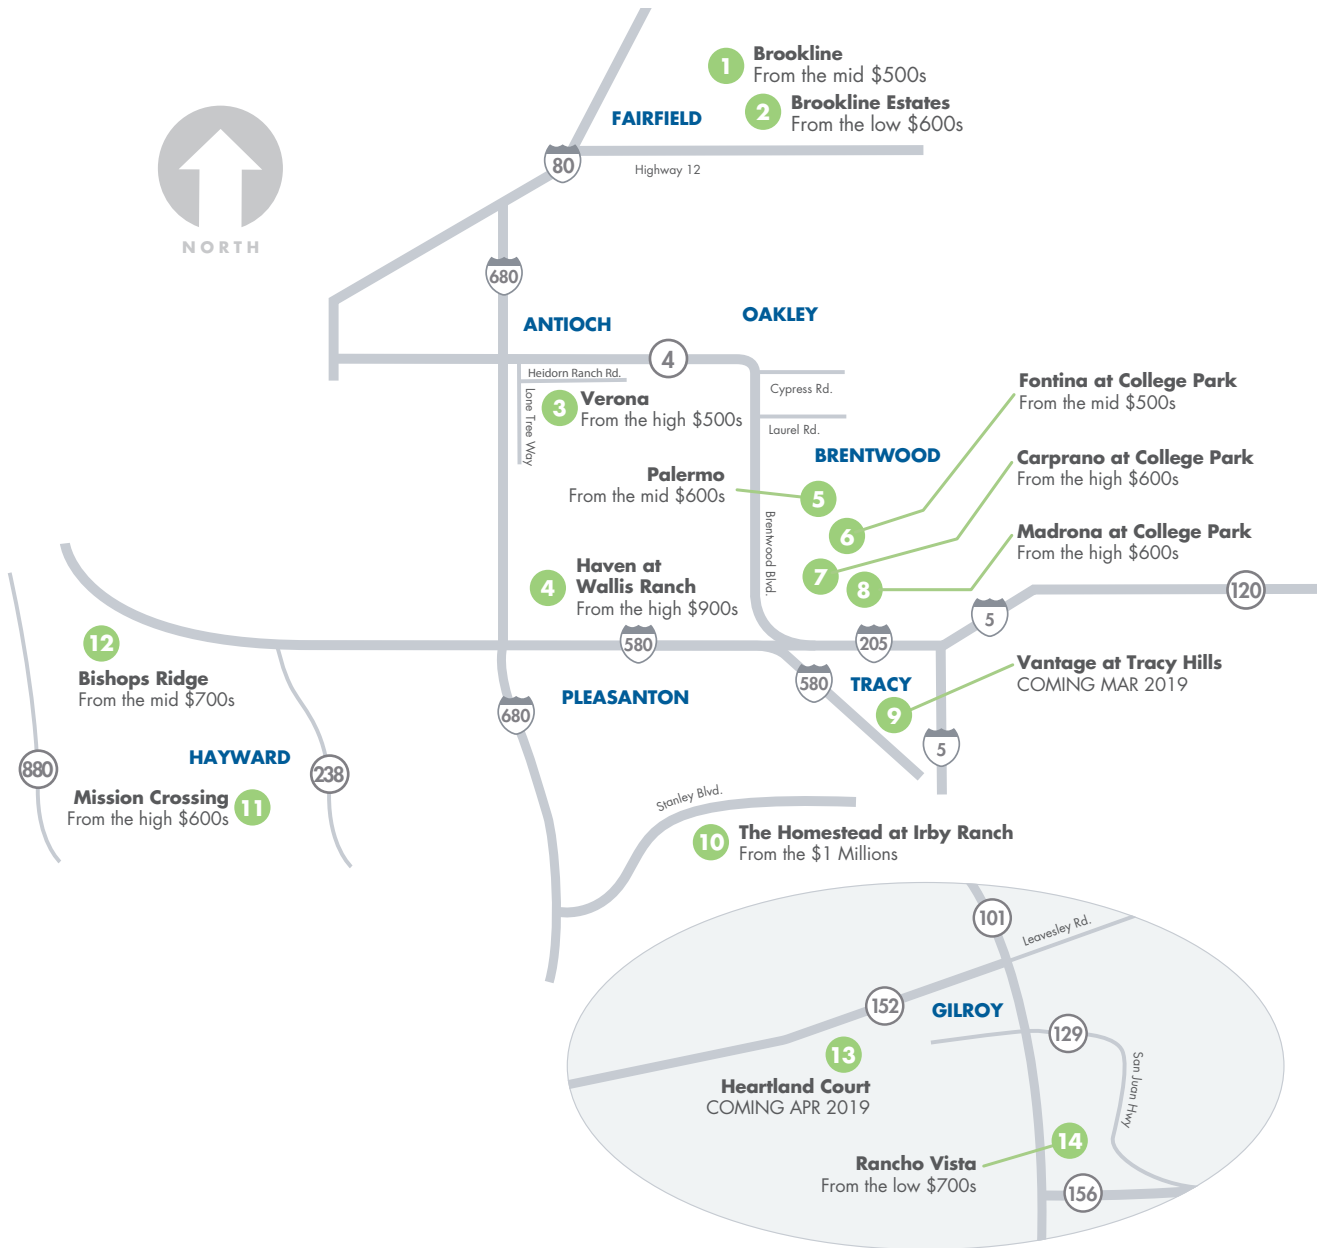 1
Brookline
From the mid $500s
2
Brookline Estates
From the low $600s
FAIRFIELD
80
Highway 12
NORTH
680
ANTIOCH
OAKLEY
4
Heidorn Ranch Rd.
Lone Tree Way
Cypress Rd.
Laurel Rd.
3
Verona
From the high $500s
Fontina at College Park
From the mid $500s
BRENTWOOD
Carprano at College Park
From the high $600s
Palermo
From the mid $600s
5
6
Brentwood Blvd.
Madrona at College Park
From the high $600s
7
8
4
Haven at
Wallis Ranch
From the high $900s
120
5
12
Bishops Ridge
From the mid $700s
580
205
580
TRACY
Vantage at Tracy Hills
COMING MAR 2019
9
PLEASANTON
680
5
HAYWARD
880
238
Mission Crossing
From the high $600s
11
Stanley Blvd.
10
The Homestead at Irby Ranch
From the $1 Millions
101
Leavesley Rd.
152
GILROY
129
San Juan Hwy
13
Heartland Court
COMING APR 2019
14
Rancho Vista
From the low $700s
156